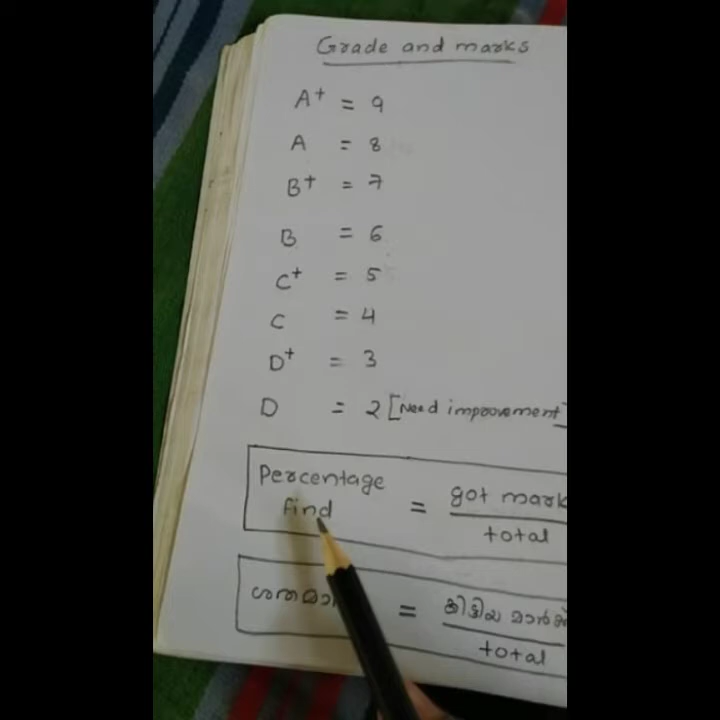 Grade and marks
A+ = 9
A = 8
B+ = 7
B = 6
C+ = 5
C = 4
D+ = 3
D = 2 [Need improvement]
Percentage find = got mark
total
= കിട്ടിയ മാർക്
total